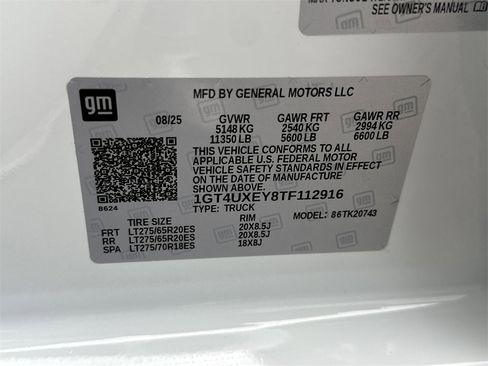 SEE OWNER'S MANUAL
gm
MFD BY GENERAL MOTORS LLC
08/25 GVWR GAWR FRT GAWR RR
5148 KG 2540 KG 2994 KG
11350 LB 5600 LB 6600 LB
THIS VEHICLE CONFORMS TO ALL
APPLICABLE U.S. FEDERAL MOTOR
VEHICLE SAFETY STANDARDS IN EFFECT
ON THE DATE OF MANUFACTURE SHOWN ABOVE.
1GT4UXEY8TF112916
8624 TYPE: TRUCK MODEL: 86TK20743
TIRE SIZE RIM
FRT LT275/65R20ES 20X8.5J
RR LT275/65R20ES 20X8.5J
SPA LT275/70R18ES 18X8J